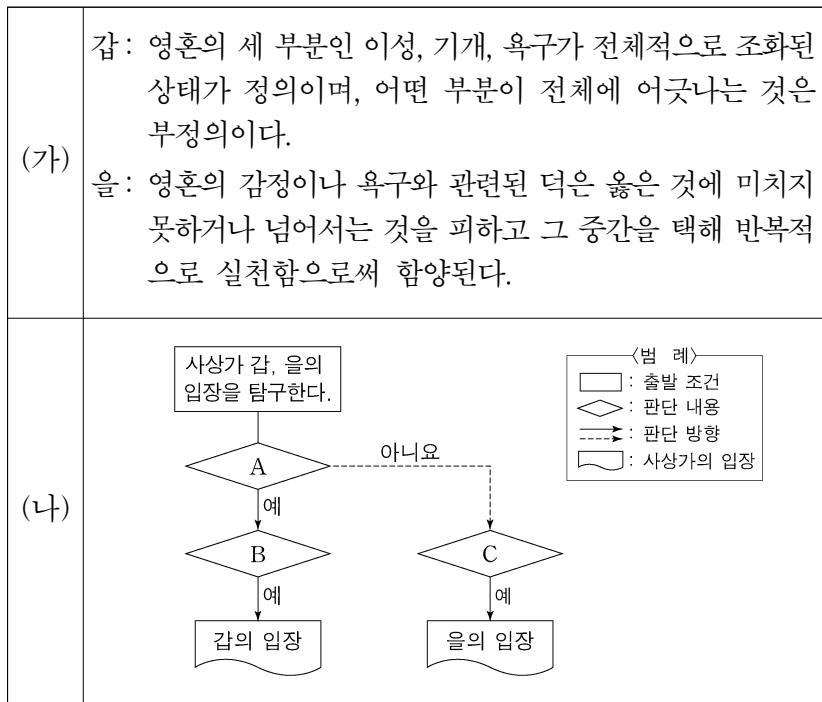 (가)
갑 : 영혼의 세 부분인 이성, 기개, 욕구가 전체적으로 조화된
상태가 정의이며, 어떤 부분이 전체에 어긋나는 것은
부정의이다.
을 : 영혼의 감정이나 욕구와 관련된 덕은 옳은 것에 미치지
못하거나 넘어서는 것을 피하고 그 중간을 택해 반복적
으로 실천함으로써 함양된다.
(나)
사상가 갑, 을의
입장을 탐구한다.
〈범 례〉
: 출발 조건
: 판단 내용
: 판단 방향
: 사상가의 입장
A
아니요
예
B
C
예
예
갑의 입장
을의 입장